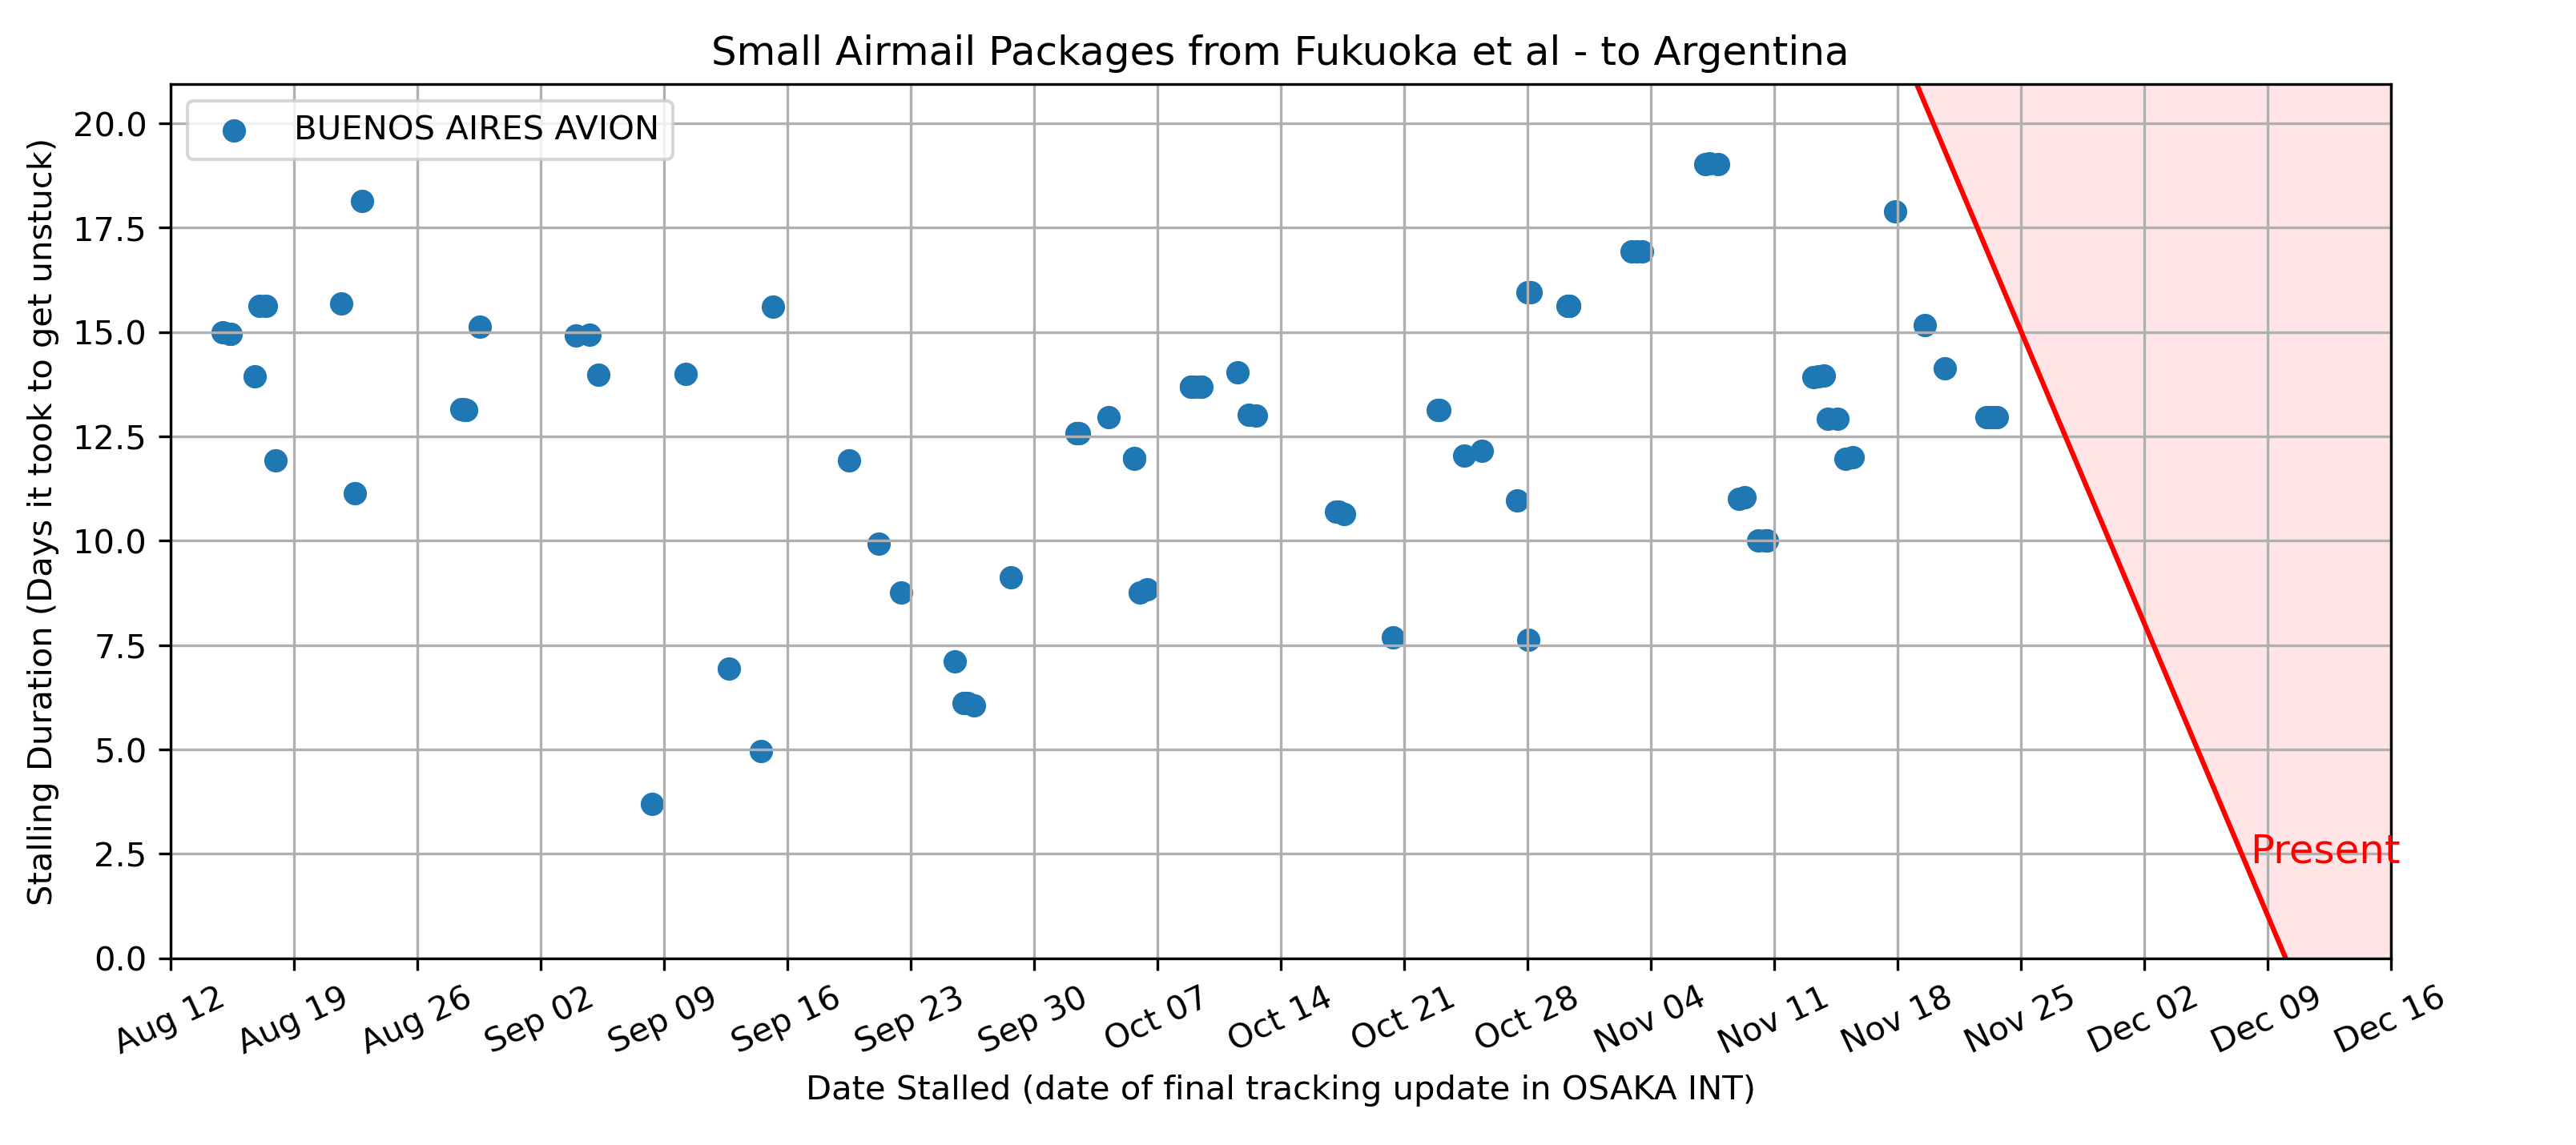 Small Airmail Packages from Fukuoka et al - to Argentina
BUENOS AIRES AVION
Stalling Duration (Days it took to get unstuck)
20.0
17.5
15.0
12.5
10.0
7.5
5.0
2.5
0.0
Present
Aug 12
Aug 19
Aug 26
Sep 02
Sep 09
Sep 16
Sep 23
Sep 30
Oct 07
Oct 14
Oct 21
Oct 28
Nov 04
Nov 11
Nov 18
Nov 25
Dec 02
Dec 09
Dec 16
Date Stalled (date of final tracking update in OSAKA INT)